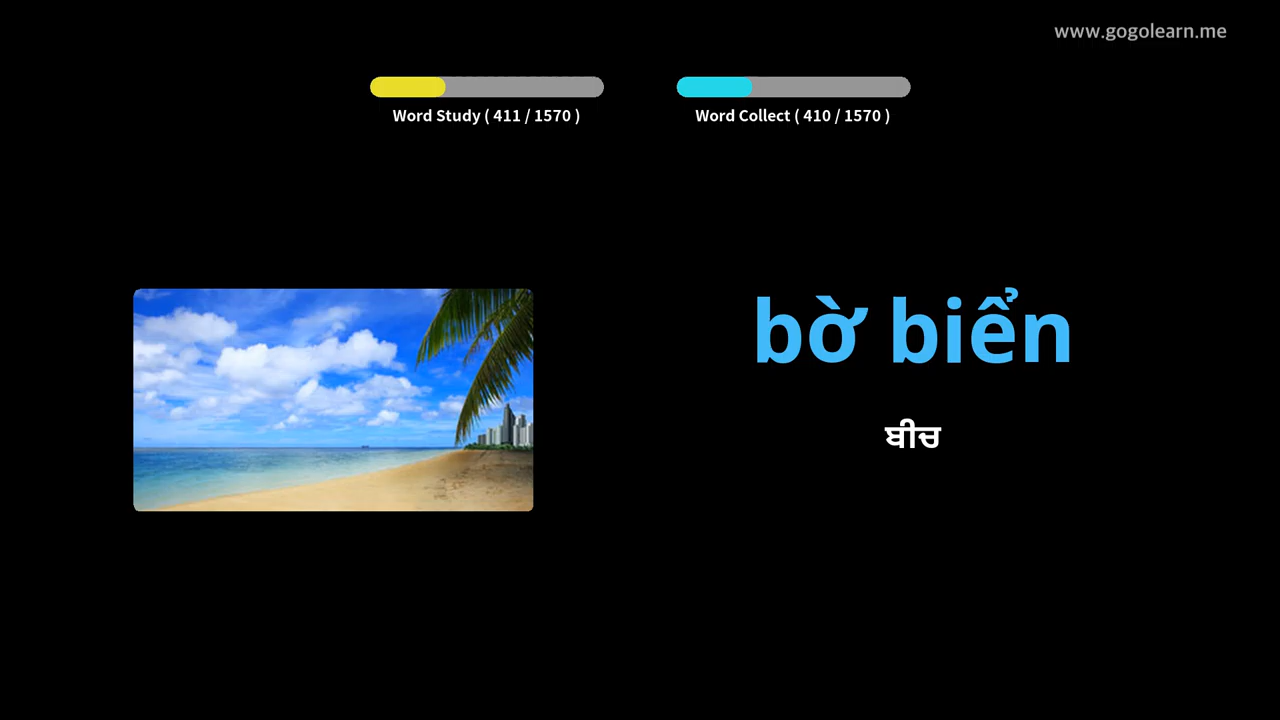 www.gogolearn.me
Word Study ( 411 / 1570 )
Word Collect ( 410 / 1570 )
bờ biển
ਬੀਚ